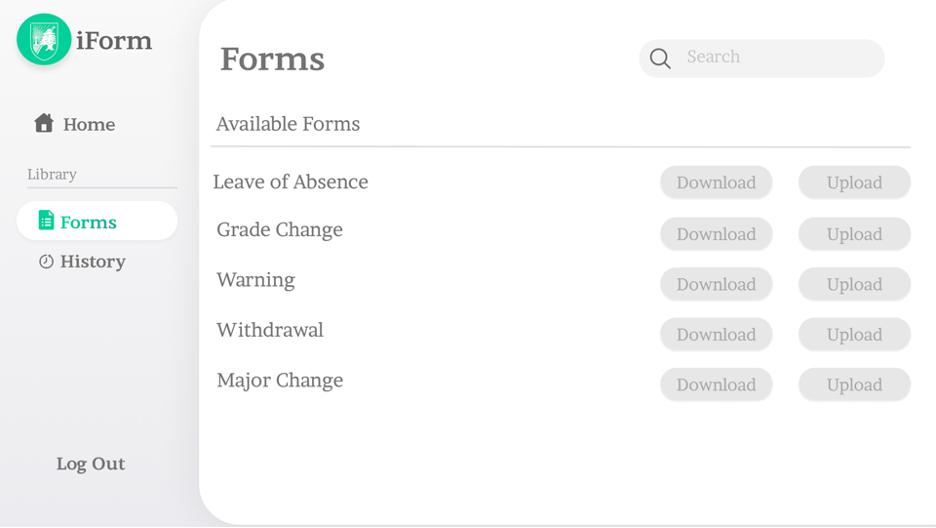 iForm
Home
Library
Forms
History
Log Out
Forms
Search
Available Forms
Leave of Absence Download Upload
Grade Change Download Upload
Warning Download Upload
Withdrawal Download Upload
Major Change Download Upload